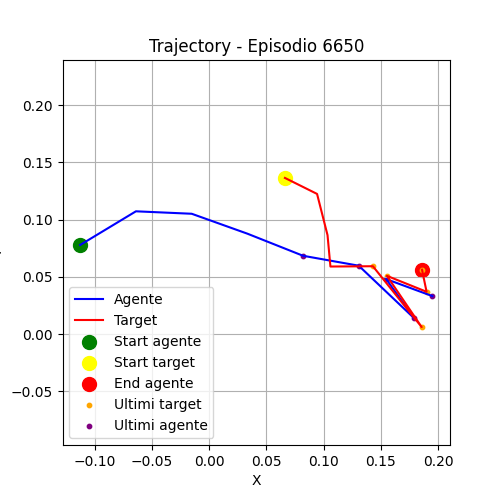 Trajectory - Episodio 6650
0.20
0.15
0.10
0.05
0.00
−0.05
Agente
Target
Start agente
Start target
End agente
Ultimi target
Ultimi agente
−0.10
−0.05
0.00
0.05
0.10
0.15
0.20
X